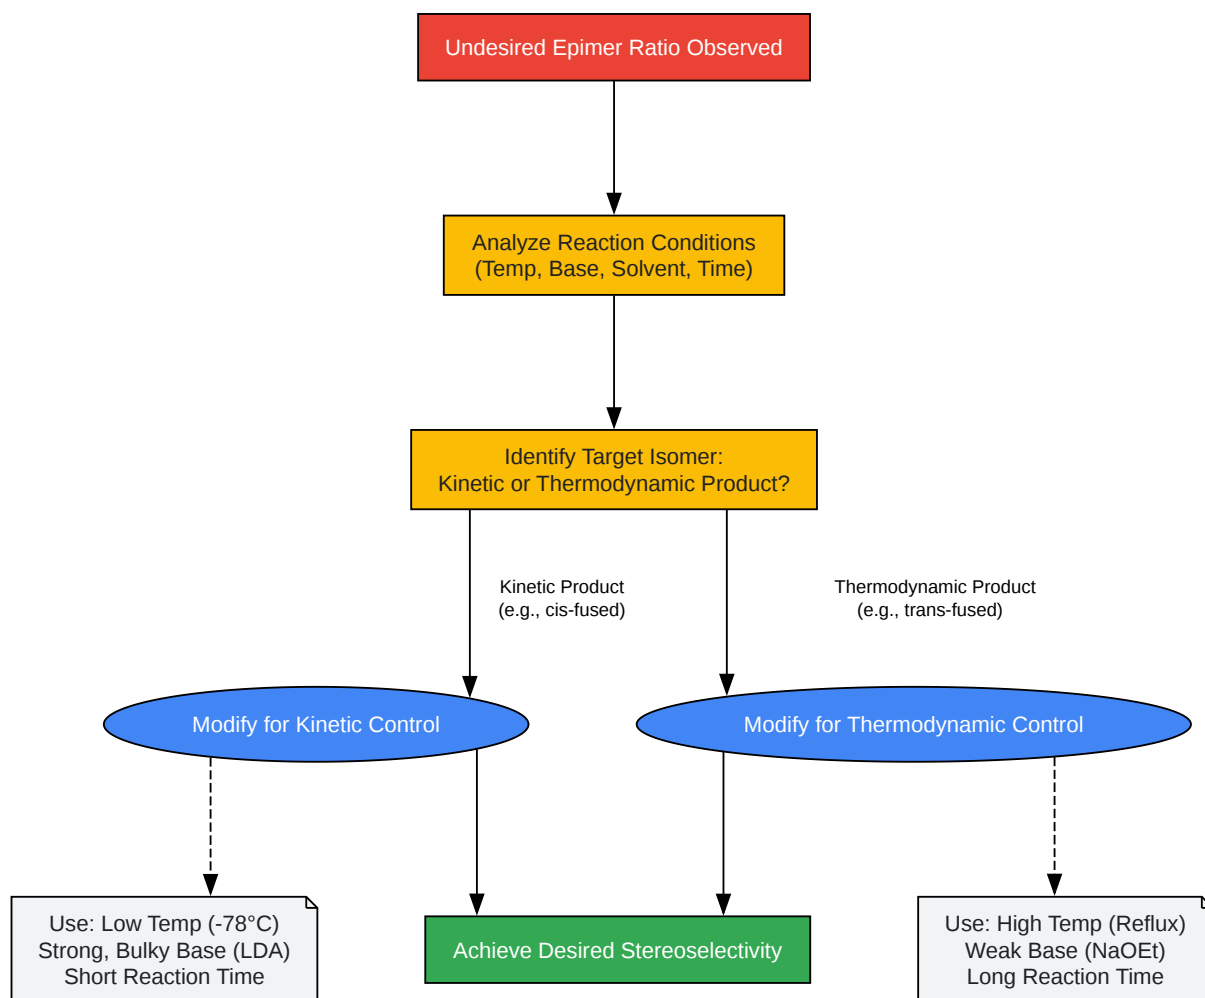 Undesired Epimer Ratio Observed
Analyze Reaction Conditions
(Temp, Base, Solvent, Time)
Identify Target Isomer:
Kinetic or Thermodynamic Product?
Kinetic Product
(e.g., cis-fused)
Thermodynamic Product
(e.g., trans-fused)
Modify for Kinetic Control
Modify for Thermodynamic Control
Use: Low Temp (-78°C)
Strong, Bulky Base (LDA)
Short Reaction Time
Achieve Desired Stereoselectivity
Use: High Temp (Reflux)
Weak Base (NaOEt)
Long Reaction Time